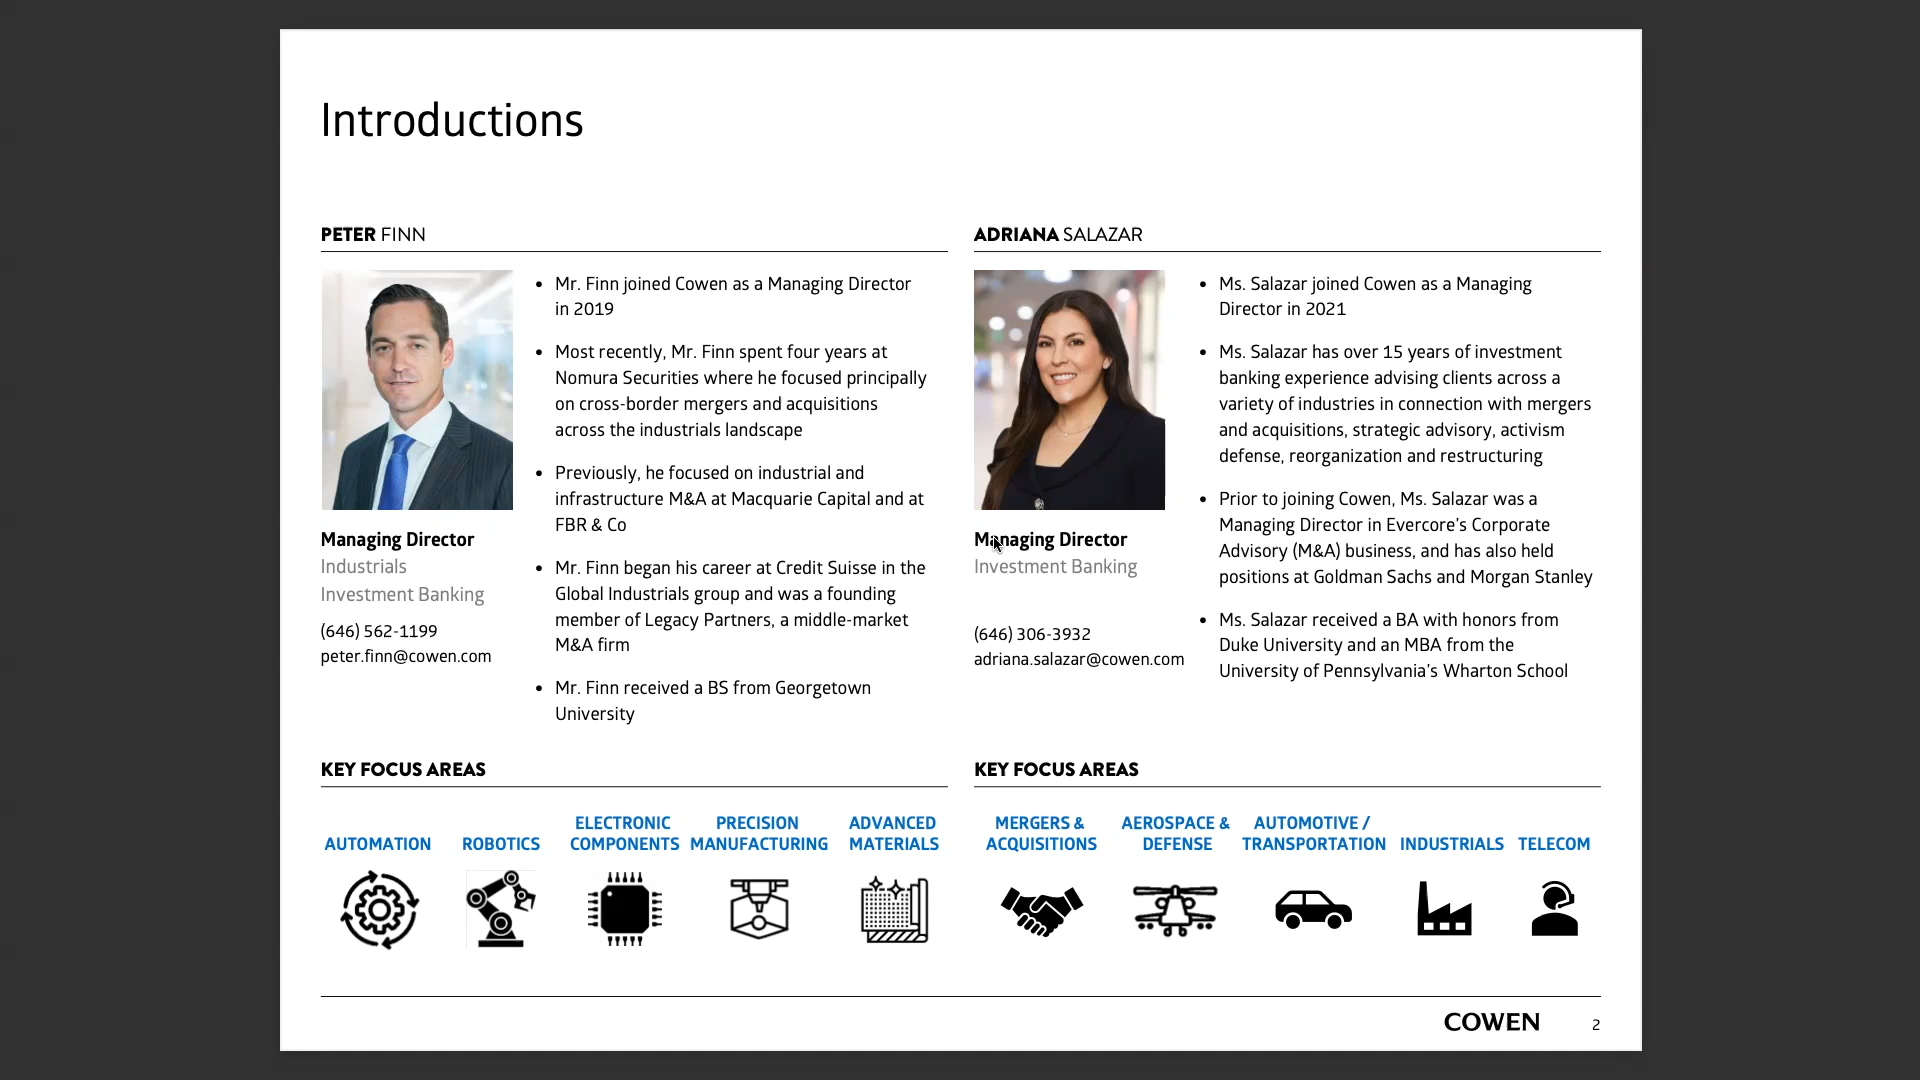 Introductions
PETER FINN
Mr. Finn joined Cowen as a Managing Director
in 2019
Most recently, Mr. Finn spent four years at
Nomura Securities where he focused principally
on cross-border mergers and acquisitions
across the industrials landscape
Previously, he focused on industrial and
infrastructure M&A at Macquarie Capital and at
FBR & Co
Mr. Finn began his career at Credit Suisse in the
Global Industrials group and was a founding
member of Legacy Partners, a middle-market
M&A firm
Mr. Finn received a BS from Georgetown
University
Managing Director
Industrials
Investment Banking
(646) 562-1199
peter.finn@cowen.com
KEY FOCUS AREAS
AUTOMATION
ROBOTICS
ELECTRONIC
COMPONENTS
PRECISION
MANUFACTURING
ADVANCED
MATERIALS
ADRIANA SALAZAR
Ms. Salazar joined Cowen as a Managing
Director in 2021
Ms. Salazar has over 15 years of investment
banking experience advising clients across a
variety of industries in connection with mergers
and acquisitions, strategic advisory, activism
defense, reorganization and restructuring
Prior to joining Cowen, Ms. Salazar was a
Managing Director in Evercore’s Corporate
Advisory (M&A) business, and has also held
positions at Goldman Sachs and Morgan Stanley
Ms. Salazar received a BA with honors from
Duke University and an MBA from the
University of Pennsylvania’s Wharton School
Managing Director
Investment Banking
(646) 306-3932
adriana.salazar@cowen.com
KEY FOCUS AREAS
MERGERS &
ACQUISITIONS
AEROSPACE &
DEFENSE
AUTOMOTIVE /
TRANSPORTATION
INDUSTRIALS
TELECOM
COWEN
2